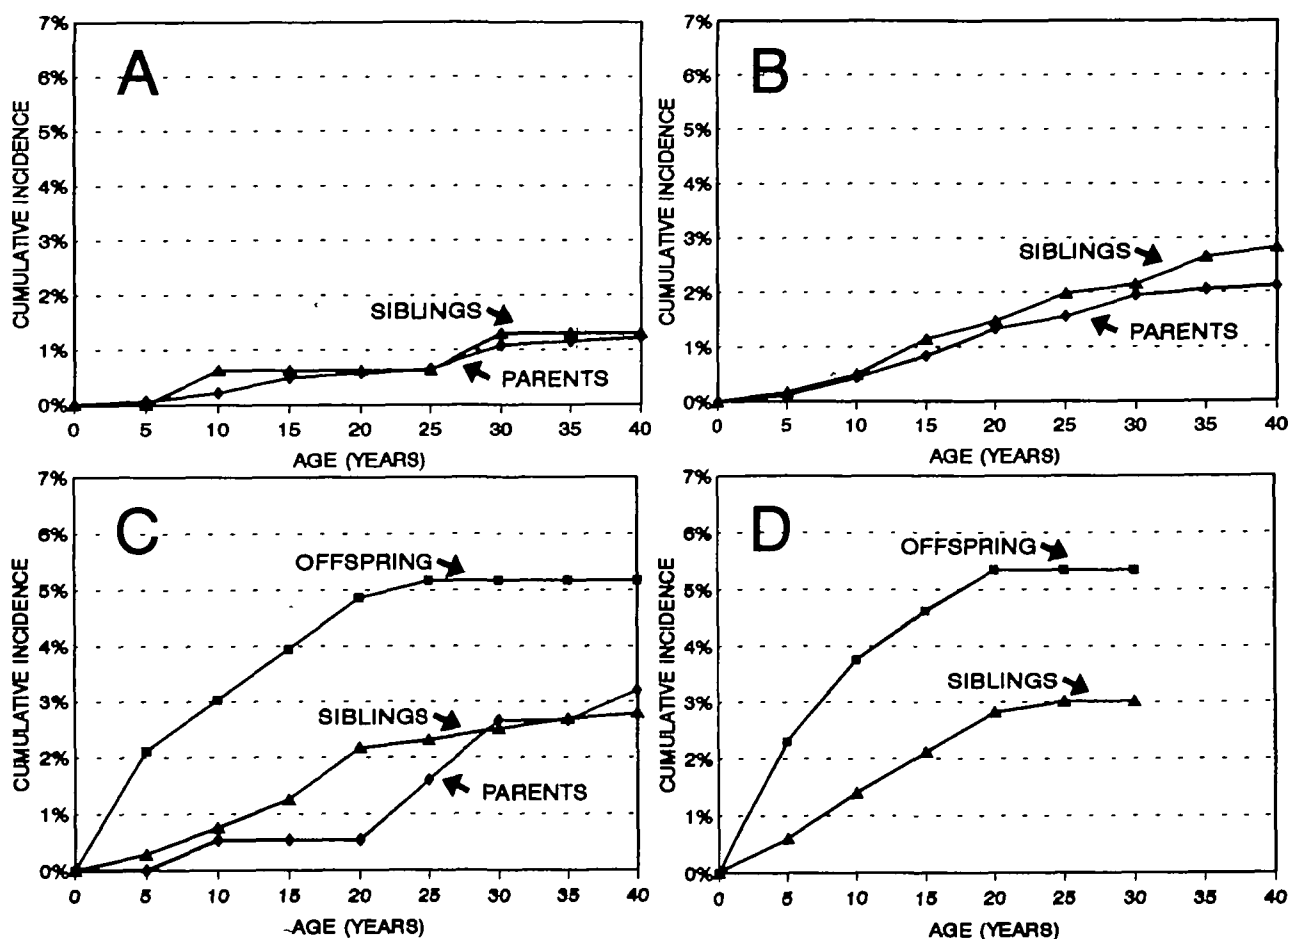 A
CUMULATIVE INCIDENCE
7%
6%
5%
4%
3%
2%
1%
0%
SIBLINGS
PARENTS
0 5 10 15 20 25 30 35 40
AGE (YEARS)
B
CUMULATIVE INCIDENCE
7%
6%
5%
4%
3%
2%
1%
0%
SIBLINGS
PARENTS
0 5 10 15 20 25 30 35 40
AGE (YEARS)
C
CUMULATIVE INCIDENCE
7%
6%
5%
4%
3%
2%
1%
0%
OFFSPRING
SIBLINGS
PARENTS
0 5 10 15 20 25 30 35 40
AGE (YEARS)
D
CUMULATIVE INCIDENCE
7%
6%
5%
4%
3%
2%
1%
0%
OFFSPRING
SIBLINGS
0 5 10 15 20 25 30 35 40
AGE (YEARS)